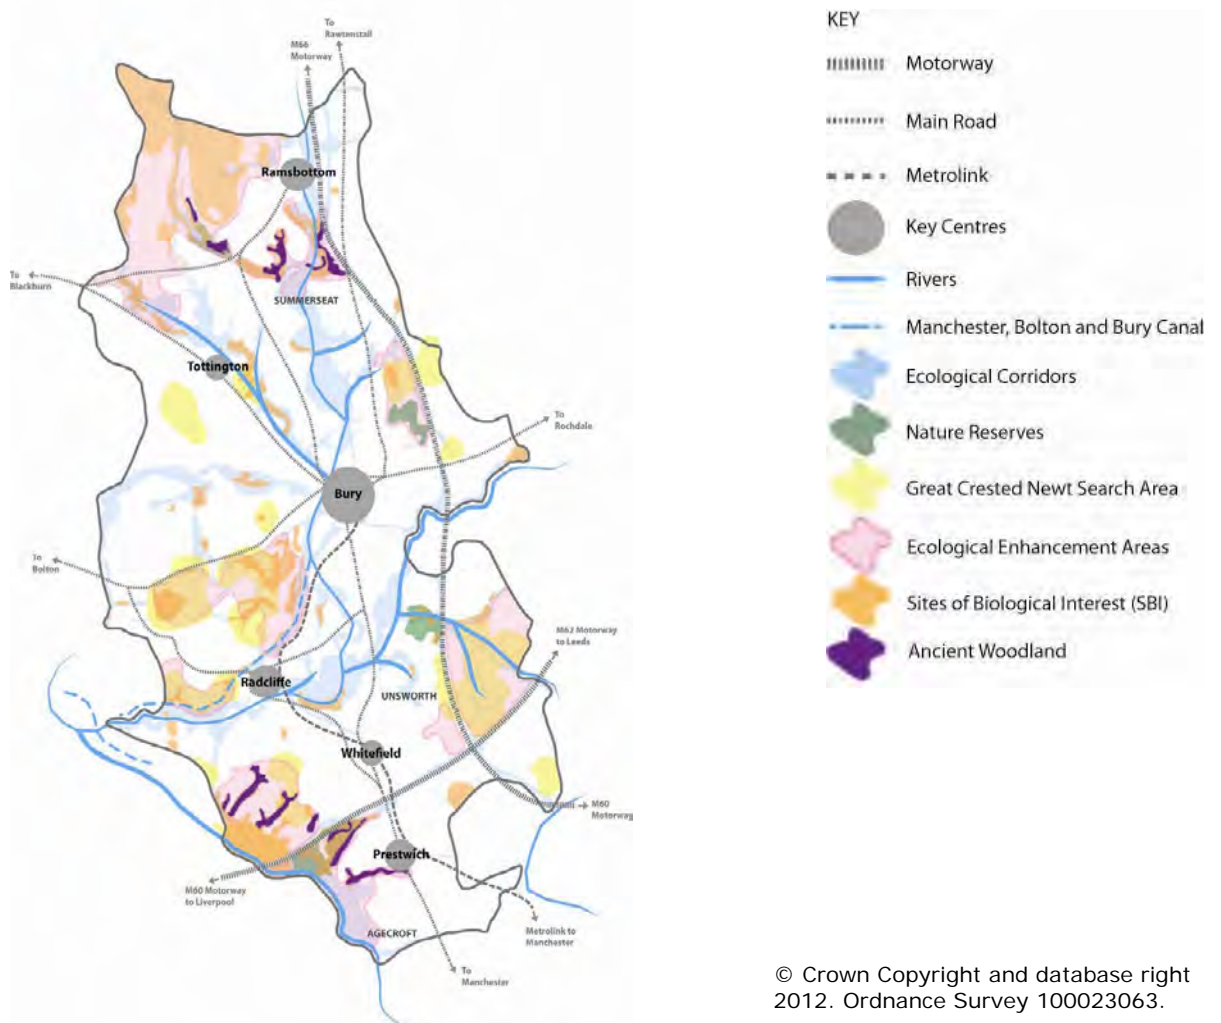 To
Rawtenstall
M66
Motorway
Ramsbottom
To
Blackburn
SUMMERSEAT
Tottington
To
Rochdale
Bury
To
Bolton
M62 Motorway
to Leeds
Radcliffe
UNSWORTH
Whitefield
M60
Motorway
Prestwich
M60 Motorway
to Liverpool
AGECROFT
Metrolink to
Manchester
To
Manchester
KEY
Motorway
Main Road
Metrolink
Key Centres
Rivers
Manchester, Bolton and Bury Canal
Ecological Corridors
Nature Reserves
Great Crested Newt Search Area
Ecological Enhancement Areas
Sites of Biological Interest (SBI)
Ancient Woodland
© Crown Copyright and database right
2012. Ordnance Survey 100023063.